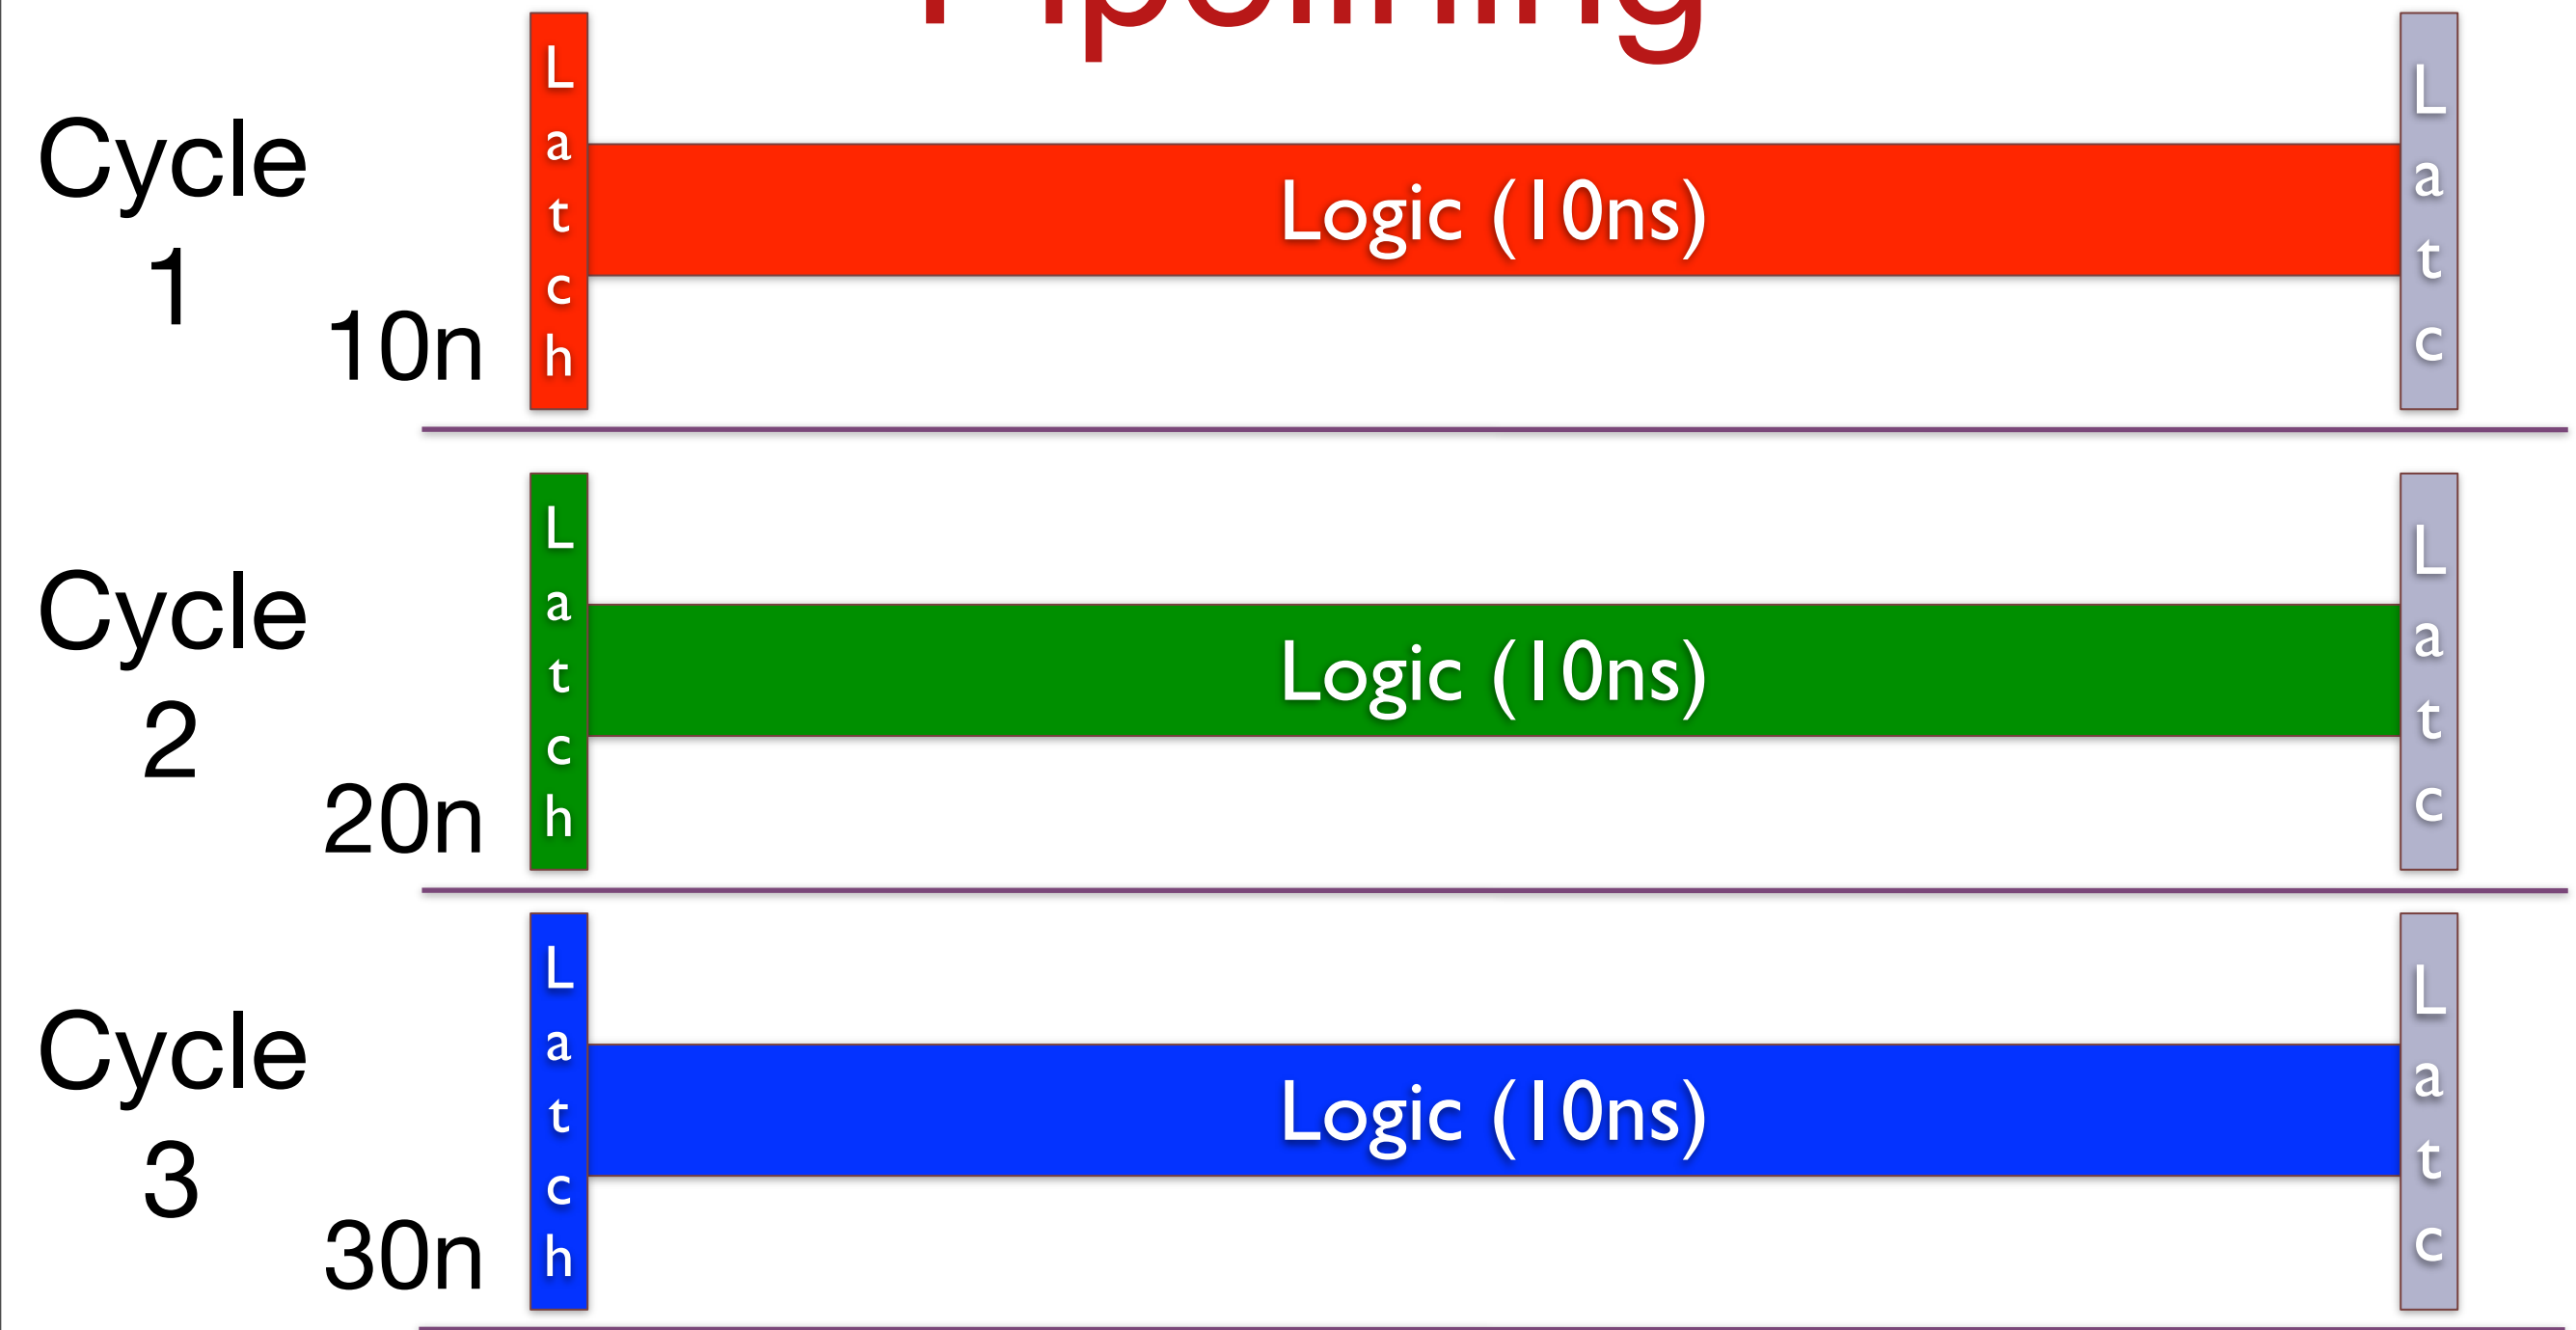 Pipelining
Cycle
1
10n
Latch
Logic (10ns)
Latc
Cycle
2
20n
Latch
Logic (10ns)
Latc
Cycle
3
30n
Latch
Logic (10ns)
Latc